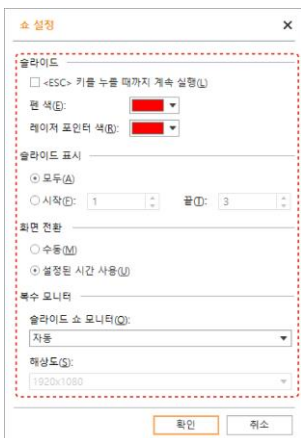 쇼 설정
슬라이드
<ESC> 키를 누를 때까지 계속 실행(L)
펜 색(E):
레이저 포인터 색(R):
슬라이드 표시
모두(A)
시작(F): 1 끝(T): 3
화면 전환
수동(M)
설정된 시간 사용(U)
복수 모니터
슬라이드 쇼 모니터(O):
자동
해상도(S):
1920x1080
확인 취소